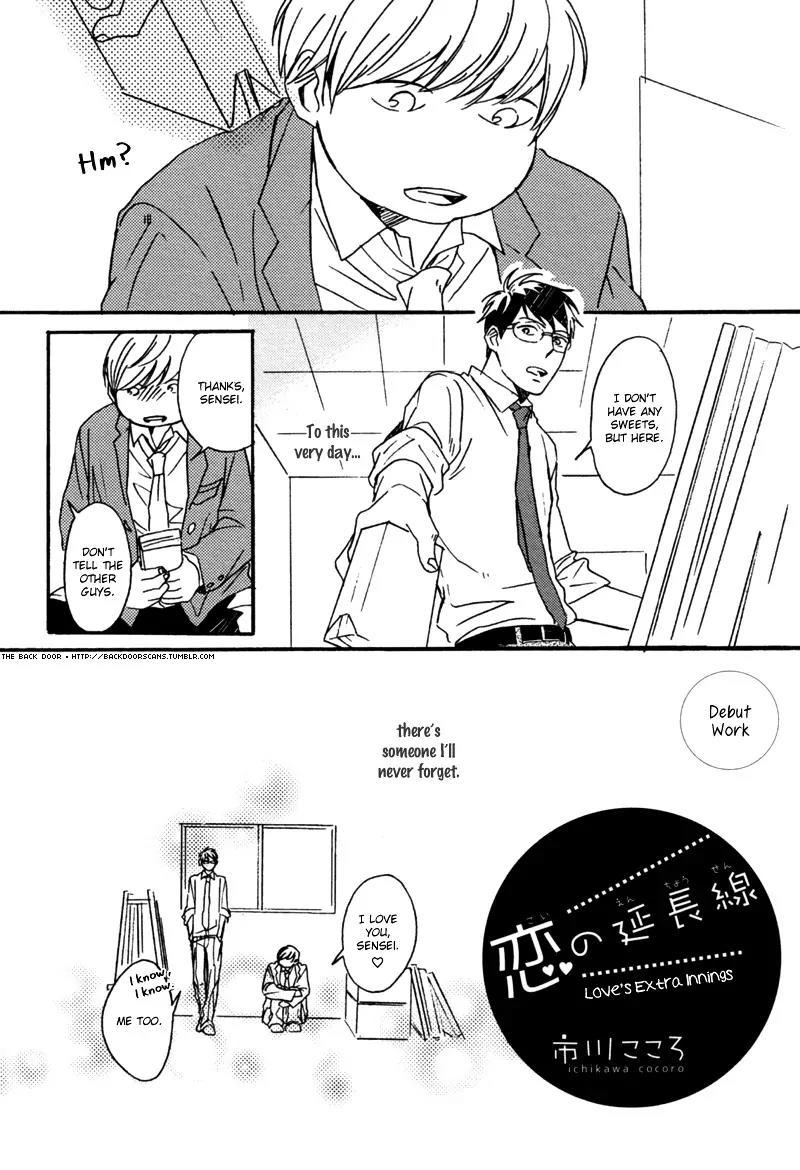 Hm?
I DON'T
HAVE ANY
SWEETS,
BUT HERE.
To this
very day...
THANKS,
SENSEI.
DON'T
TELL THE
OTHER
GUYS.
THE BACK DOOR • HTTP://BACKDOORSCANS.TUMBLR.COM
Debut
Work
there's
someone I'll
never forget.
I LOVE
YOU,
SENSEI.
♡
I know,
I know.
ME TOO.
こい えん ちょう せん
恋の延長線
Love's Extra Innings
市川こころ
ichikawa cocoro